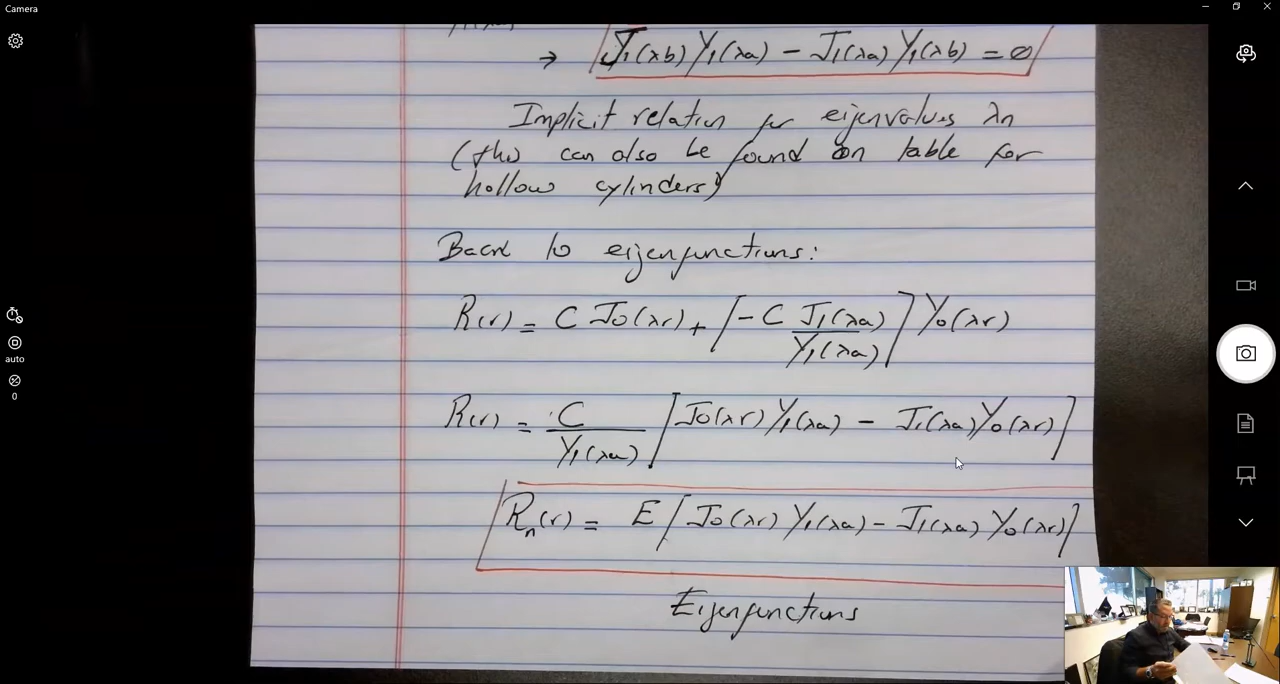 Camera
→ J₁(λb) Y₁(λa) − J₁(λa) Y₁(λb) = ∅
Implicit relation for eigenvalues λn
(this can also be found on table for
hollow cylinders)
Back to eigenfunctions:
R(r) = C J₀(λr) + [−C J₁(λa) / Y₁(λa)] Y₀(λr)
R(r) = C / Y₁(λa) [J₀(λr) Y₁(λa) − J₁(λa) Y₀(λr)]
Rₙ(r) = E [J₀(λr) Y₁(λa) − J₁(λa) Y₀(λr)]
Eigenfunctions
auto
0